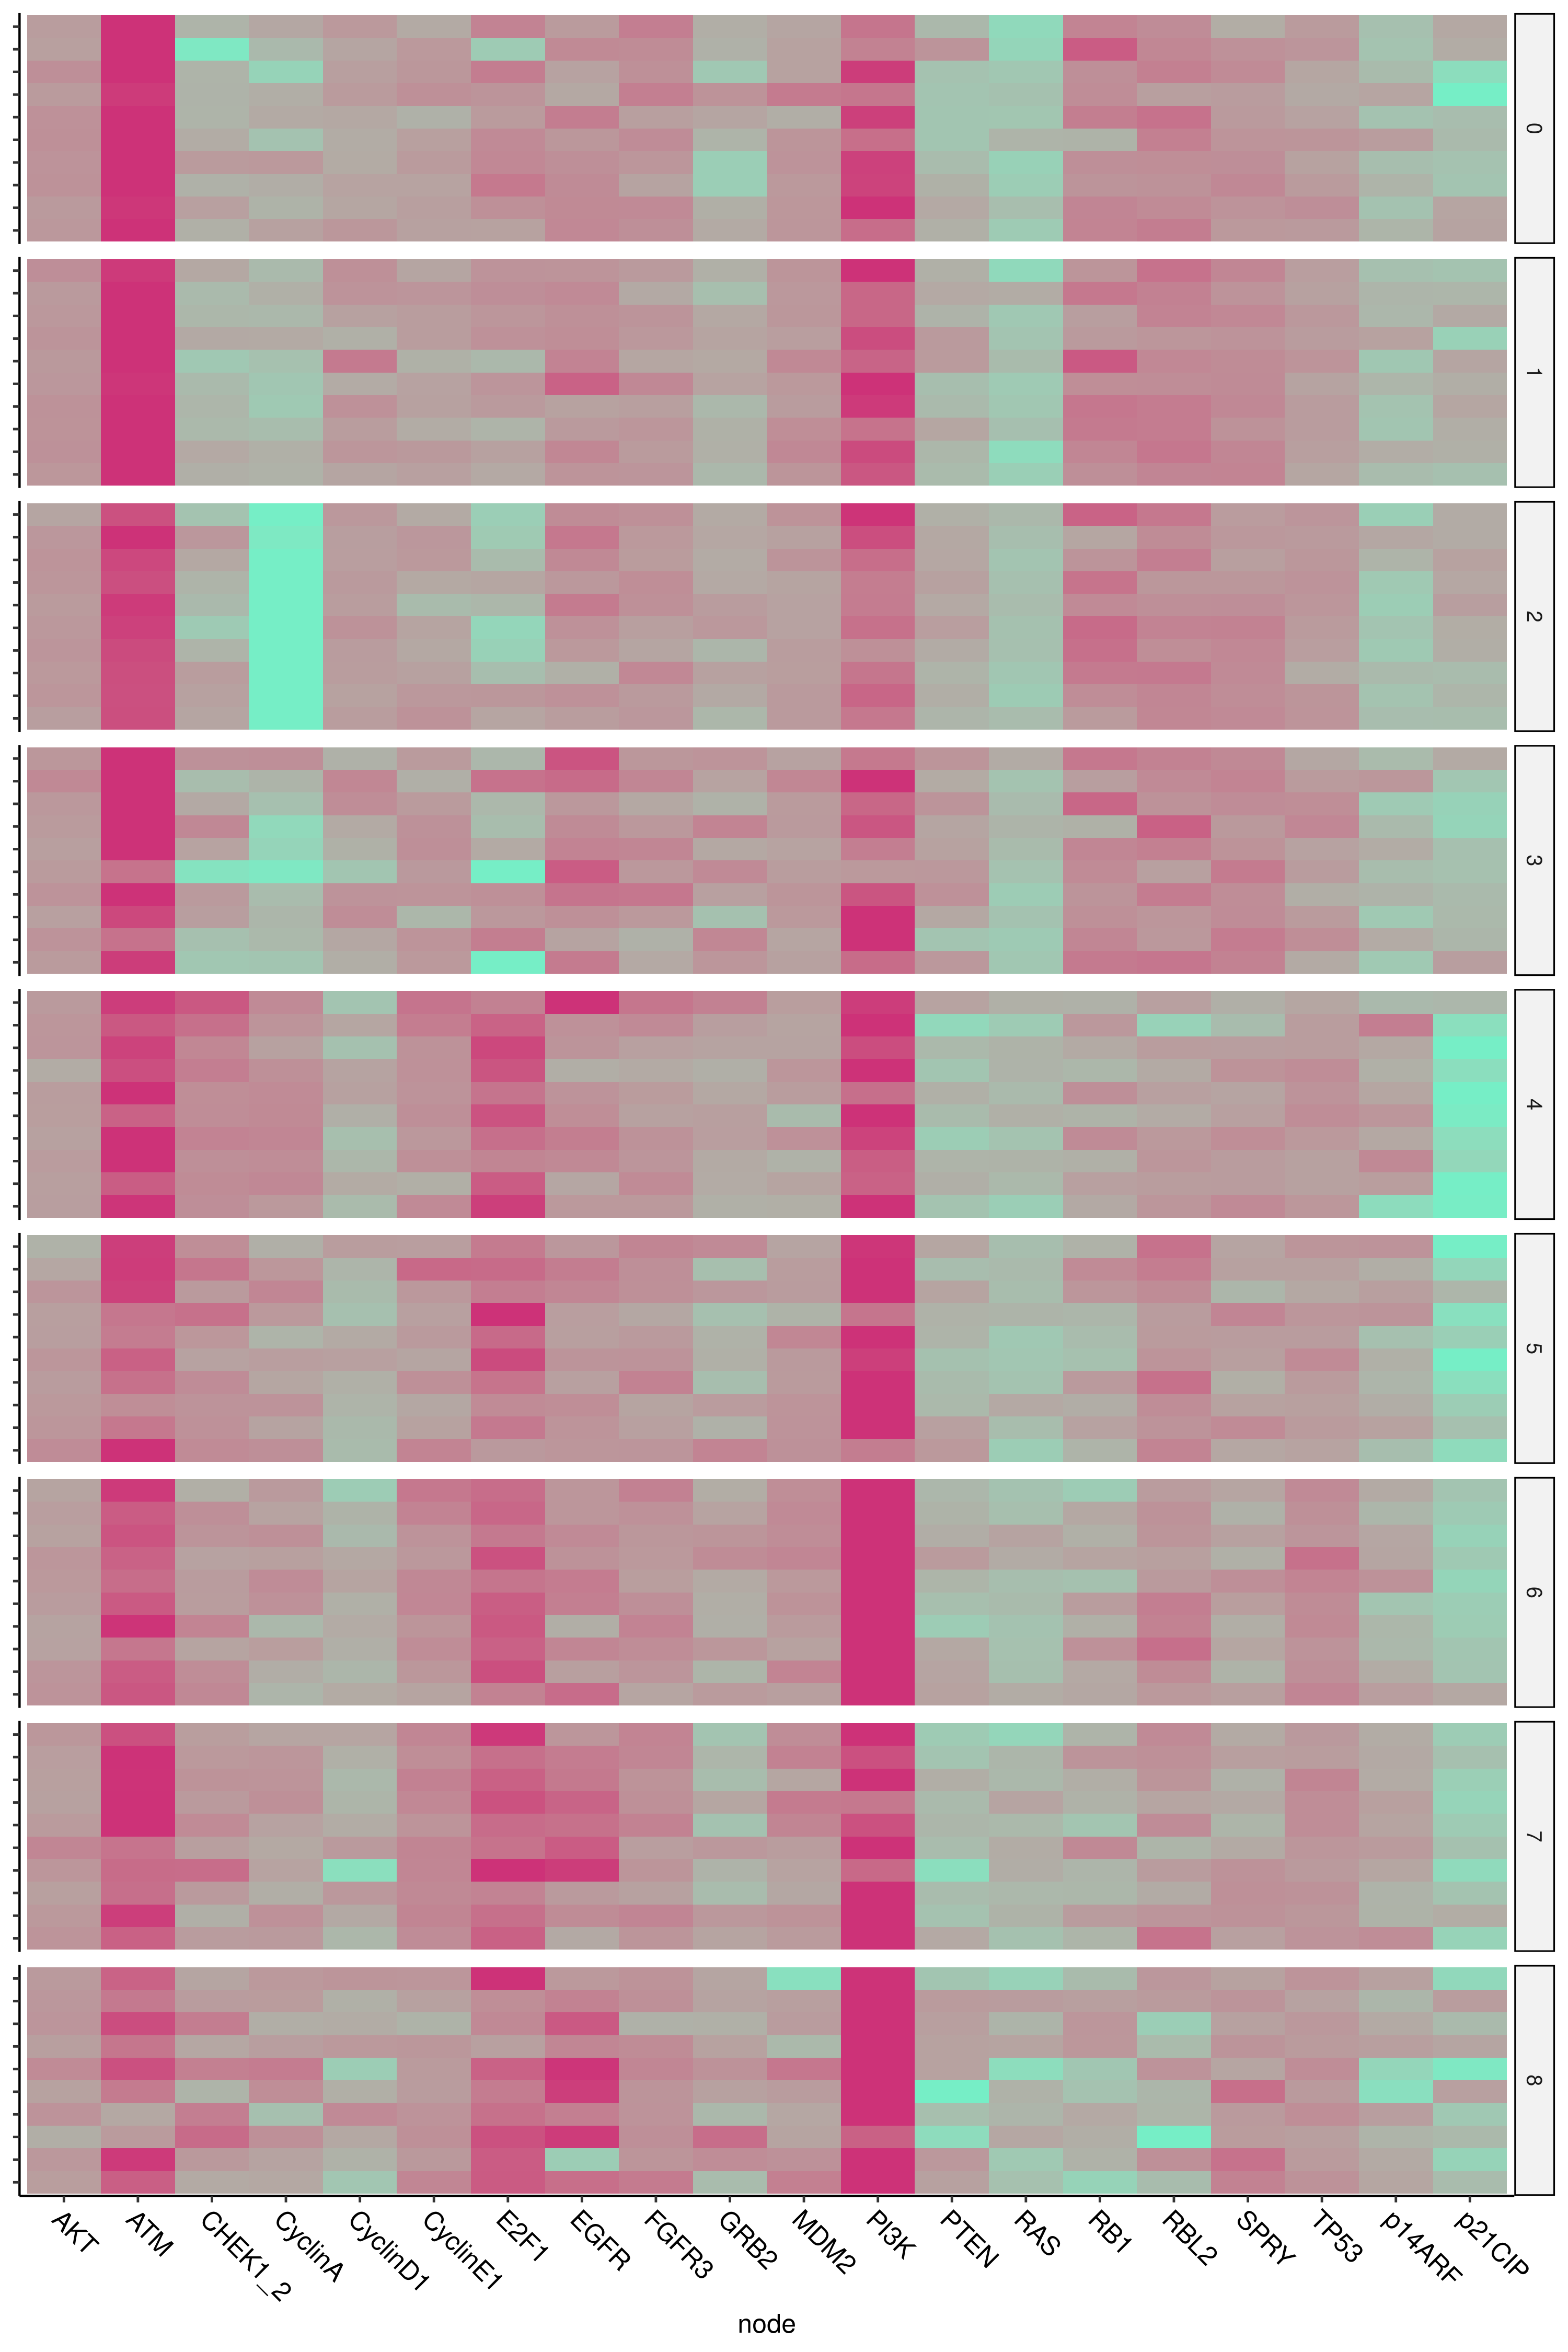 0
1
2
3
4
5
6
7
8
AKT
ATM
CHEK1_2
CyclinA
CyclinD1
CyclinE1
E2F1
EGFR
FGFR3
GRB2
MDM2
PI3K
PTEN
RAS
RB1
RBL2
SPRY
TP53
p14ARF
p21CIP
node